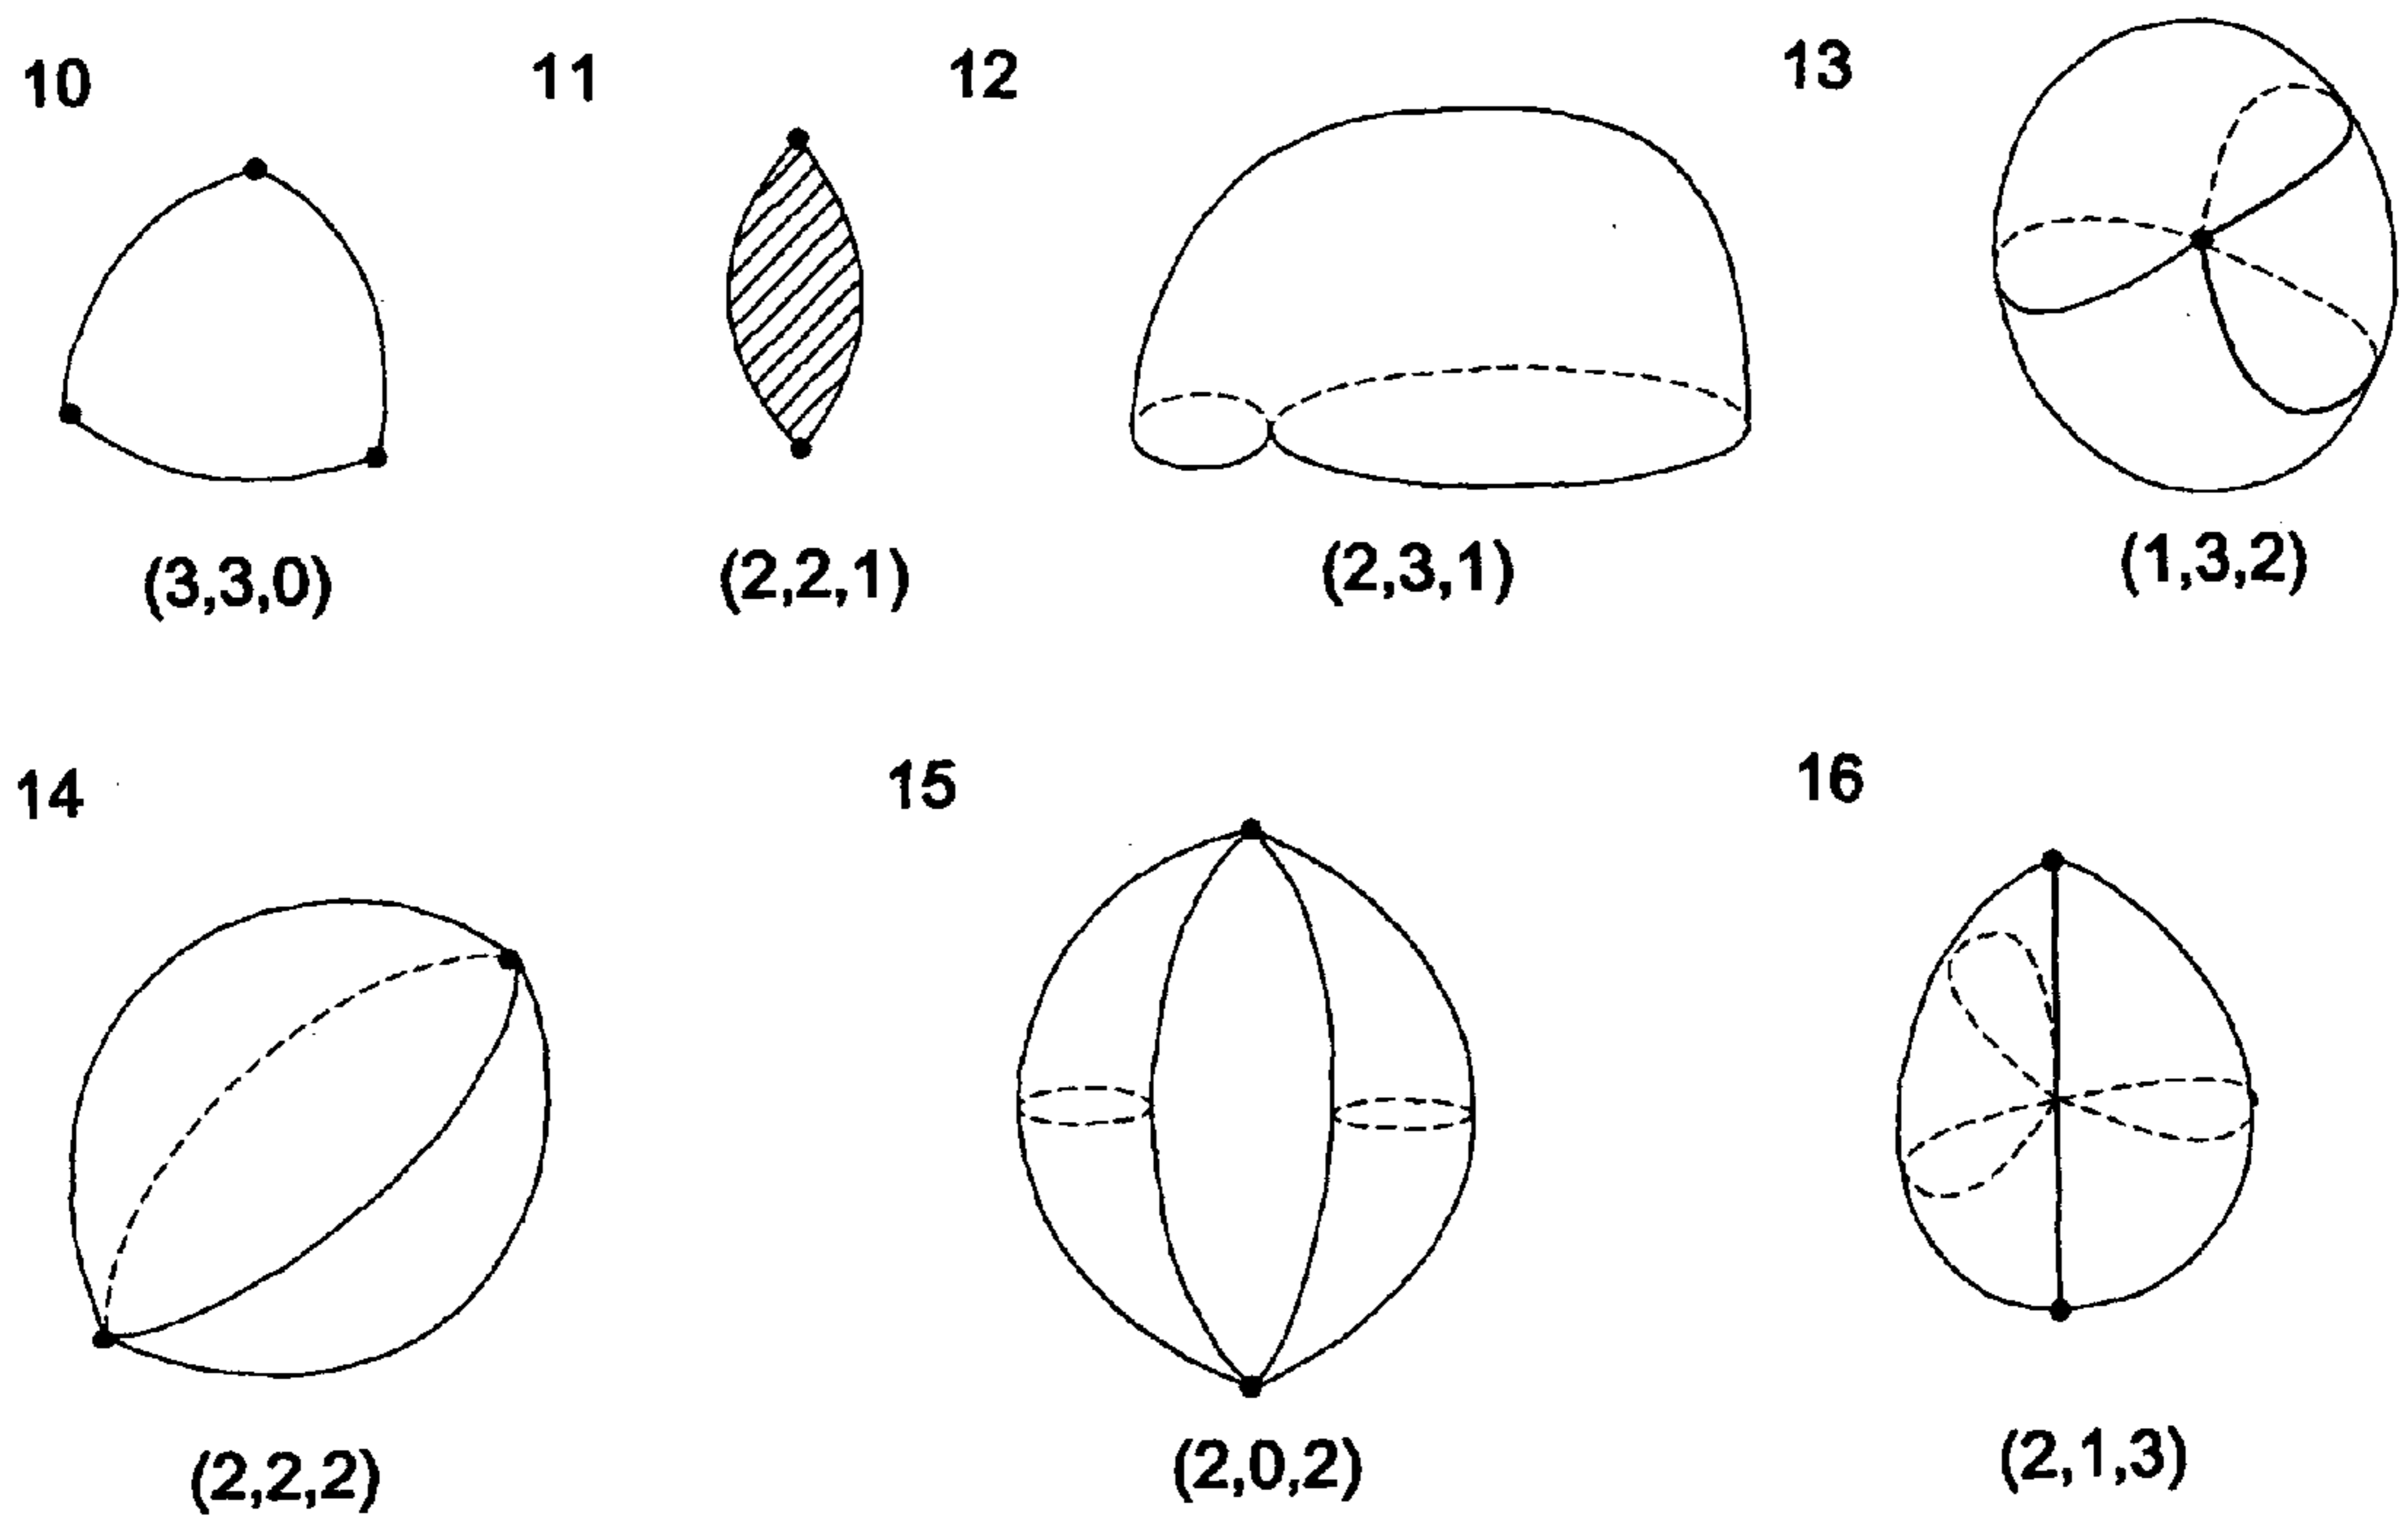 10 11 12 13
(3,3,0) (2,2,1) (2,3,1) (1,3,2)
14 15 16
(2,2,2) (2,0,2) (2,1,3)